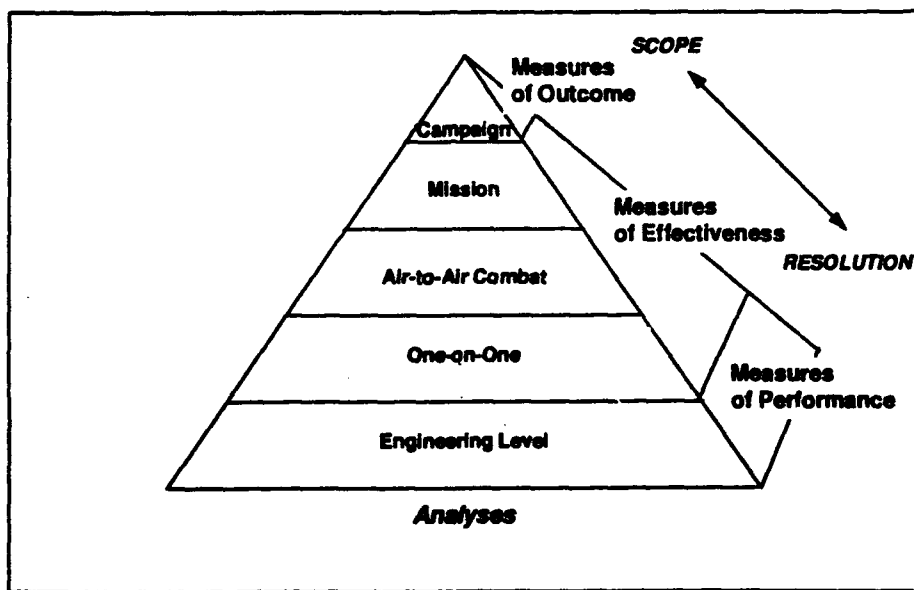 SCOPE
Measures
of Outcome
Campaign
Mission
Measures
of Effectiveness
RESOLUTION
Air-to-Air Combat
One-on-One
Measures
of Performance
Engineering Level
Analyses